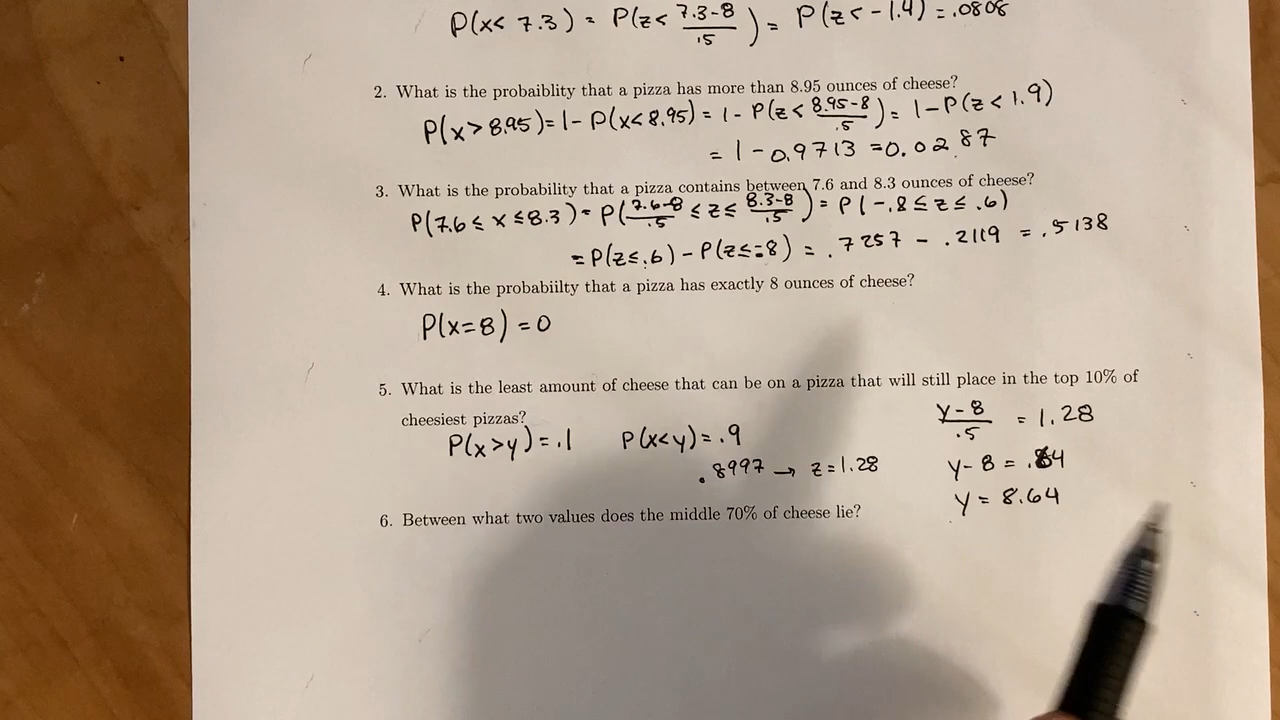 P(x< 7.3) = P(z< 7.3-8/.5) = P(z< -1.4) = .0808
2. What is the probaiblity that a pizza has more than 8.95 ounces of cheese?
P(x>8.95)=1- P(x<8.95) = 1- P(z< 8.95-8/.5) = 1-P(z<1.9)
= 1-0.9713 =0.0287
3. What is the probability that a pizza contains between 7.6 and 8.3 ounces of cheese?
P(7.6 ≤ x ≤8.3) = P(7.6-8/.5 ≤ z ≤ 8.3-8/.5) = P(-.8 ≤ z ≤ .6)
= P(z≤.6) - P(z≤-.8) = .7257 - .2119 = .5138
4. What is the probabiilty that a pizza has exactly 8 ounces of cheese?
P(x=8) = 0
5. What is the least amount of cheese that can be on a pizza that will still place in the top 10% of
cheesiest pizzas?
P(x>y) = .1 P(x<y) = .9
.8997 → z=1.28
y-8/.5 = 1.28
y-8 = .64
y = 8.64
6. Between what two values does the middle 70% of cheese lie?